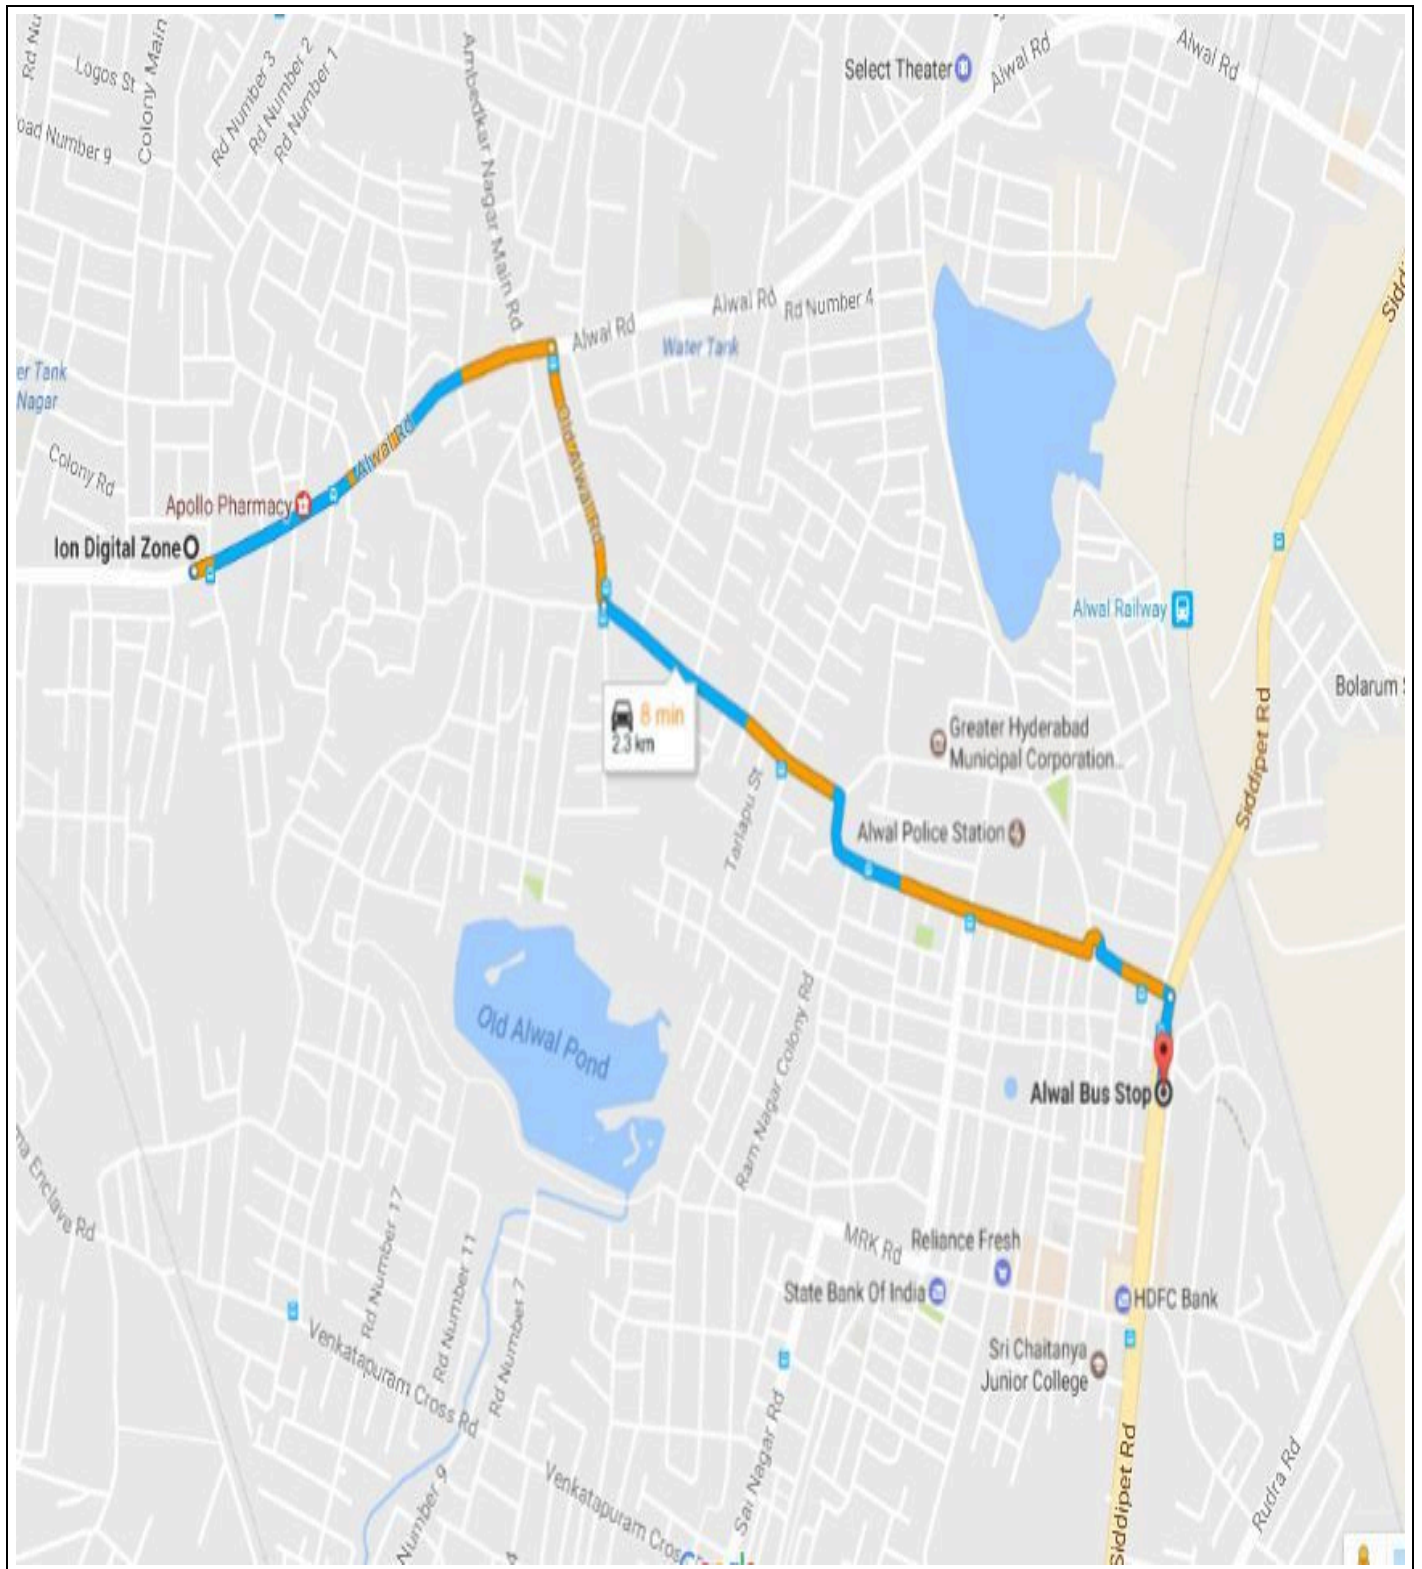 Rd Nu
Logos St
Colony Main
Rd Number 3
Rd Number 2
Rd Number 1
oad Number 9
Ambedkar Nagar Main Rd
Select Theater
Alwal Rd
Alwal Rd
Siddi
Alwal Rd
Alwal Rd
Rd Number 4
Water Tank
er Tank
Nagar
Alwal Rd
Old Alwal Rd
Colony Rd
Apollo Pharmacy
Ion Digital Zone
Alwal Railway
Bolarum S
8 min
2.3 km
Siddipet Rd
Greater Hyderabad
Municipal Corporation...
Tarlapu St
Alwal Police Station
Old Alwal Pond
Ram Nagar Colony Rd
Alwal Bus Stop
ma Enclave Rd
Rd Number 17
Rd Number 11
Rd Number 7
MRK Rd
Reliance Fresh
State Bank Of India
HDFC Bank
Venkatapuram Cross Rd
Sri Chaitanya
Junior College
Sai Nagar Rd
Siddipet Rd
Rudra Rd
Number 9
Venkatapuram Cros